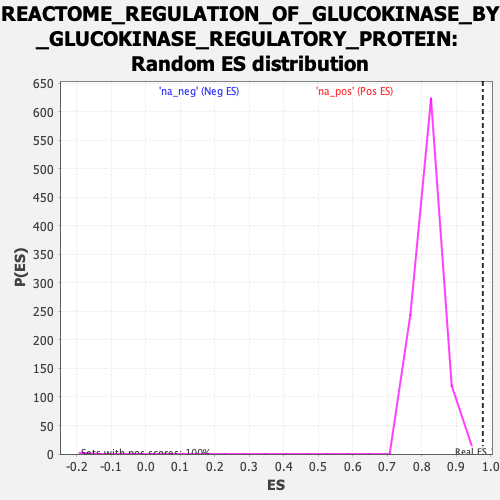 REACTOME_REGULATION_OF_GLUCOKINASE_BY
_GLUCOKINASE_REGULATORY_PROTEIN:
Random ES distribution
'na_neg' (Neg ES) 'na_pos' (Pos ES)
650
600
550
500
450
400
350
300
250
200
150
100
50
0
P(ES)
Sets with pos scores: 100%
Real ES
-0.2 -0.1 0.0 0.1 0.2 0.3 0.4 0.5 0.6 0.7 0.8 0.9 1.0
ES